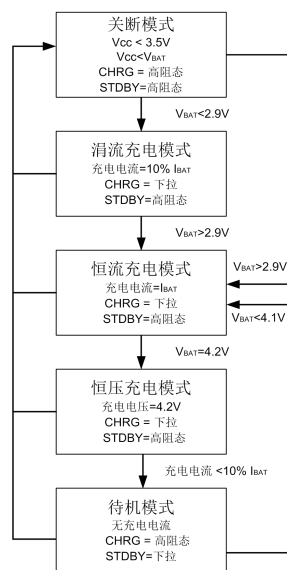 关断模式
Vcc < 3.5V
Vcc<VBAT
CHRG = 高阻态
STDBY=高阻态
VBAT<2.9V
涓流充电模式
充电电流=10% IBAT
CHRG = 下拉
STDBY=高阻态
VBAT>2.9V
恒流充电模式
充电电流=IBAT
CHRG = 下拉
STDBY=高阻态
VBAT>2.9V
VBAT<4.1V
VBAT=4.2V
恒压充电模式
充电电压=4.2V
CHRG = 下拉
STDBY=高阻态
充电电流 <10% IBAT
待机模式
无充电电流
CHRG = 高阻态
STDBY=下拉